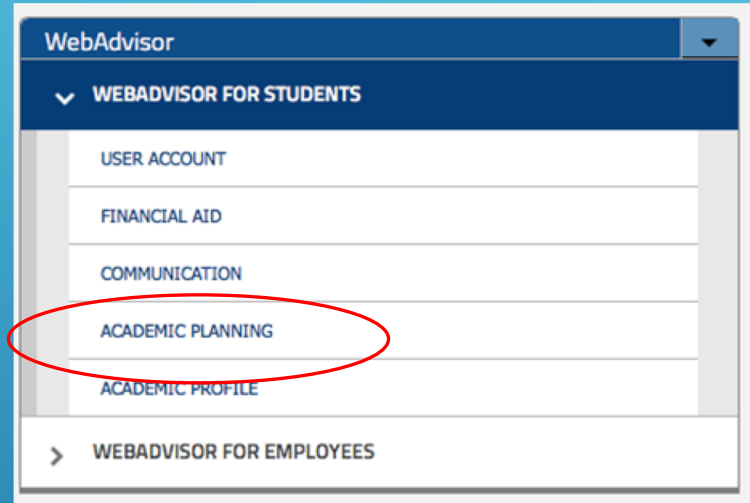 WebAdvisor
WEBADVISOR FOR STUDENTS
USER ACCOUNT
FINANCIAL AID
COMMUNICATION
ACADEMIC PLANNING
ACADEMIC PROFILE
WEBADVISOR FOR EMPLOYEES